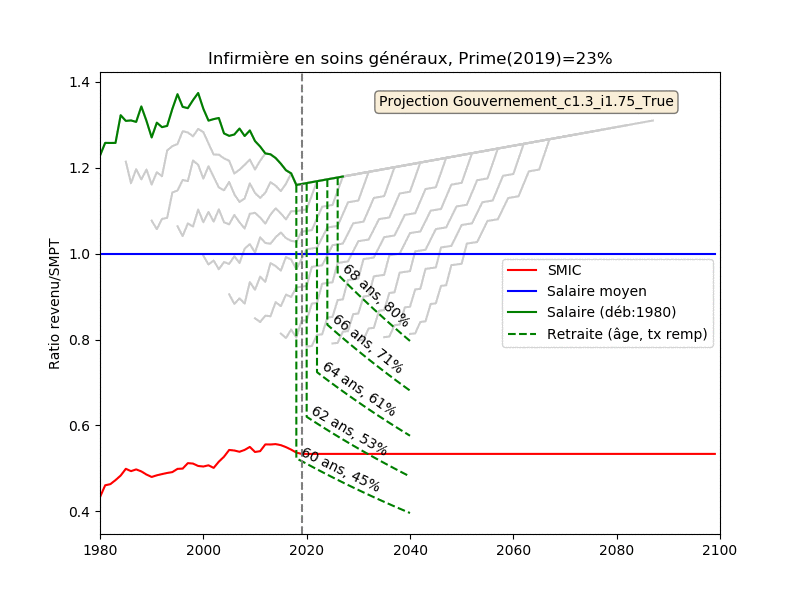 Infirmière en soins généraux, Prime(2019)=23%
Projection Gouvernement_c1.3_i1.75_True
Ratio revenu/SMPT
1.4
1.2
1.0
0.8
0.6
0.4
68 ans, 80%
66 ans, 71%
64 ans, 61%
62 ans, 53%
60 ans, 45%
SMIC
Salaire moyen
Salaire (déb:1980)
Retraite (âge, tx remp)
1980 2000 2020 2040 2060 2080 2100